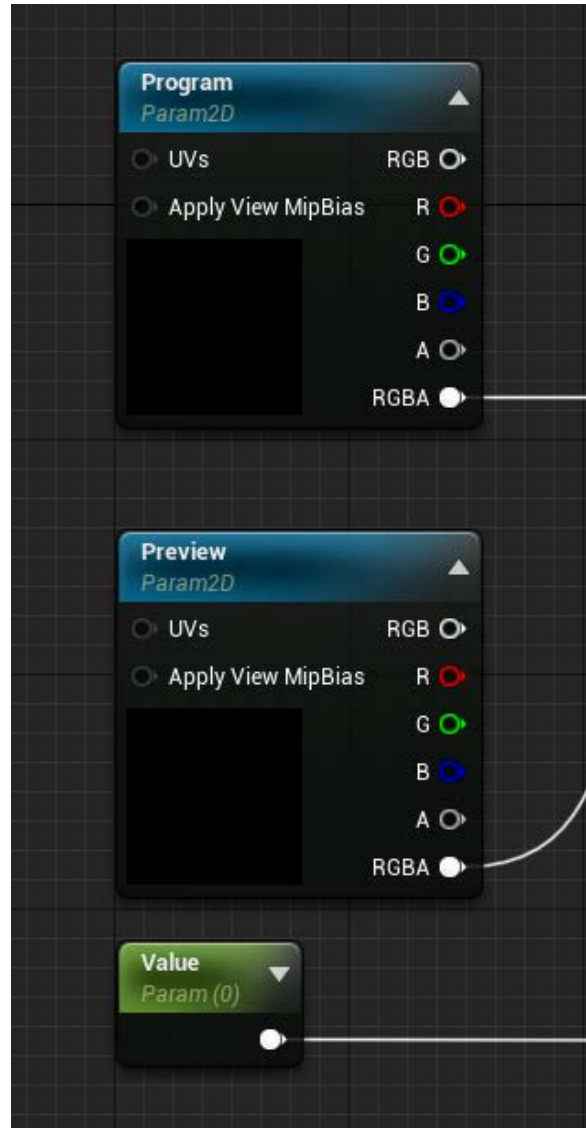 Program
Param2D
UVs RGB
Apply View MipBias R
G
B
A
RGBA
Preview
Param2D
UVs RGB
Apply View MipBias R
G
B
A
RGBA
Value
Param (0)